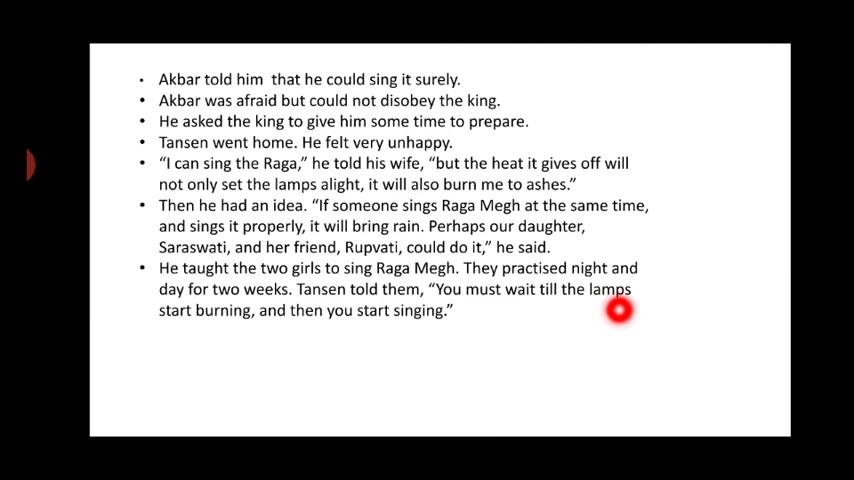 • Akbar told him that he could sing it surely.
• Akbar was afraid but could not disobey the king.
• He asked the king to give him some time to prepare.
• Tansen went home. He felt very unhappy.
• “I can sing the Raga,” he told his wife, “but the heat it gives off will
not only set the lamps alight, it will also burn me to ashes.”
• Then he had an idea. “If someone sings Raga Megh at the same time,
and sings it properly, it will bring rain. Perhaps our daughter,
Saraswati, and her friend, Rupvati, could do it,” he said.
• He taught the two girls to sing Raga Megh. They practised night and
day for two weeks. Tansen told them, “You must wait till the lamps
start burning, and then you start singing.”